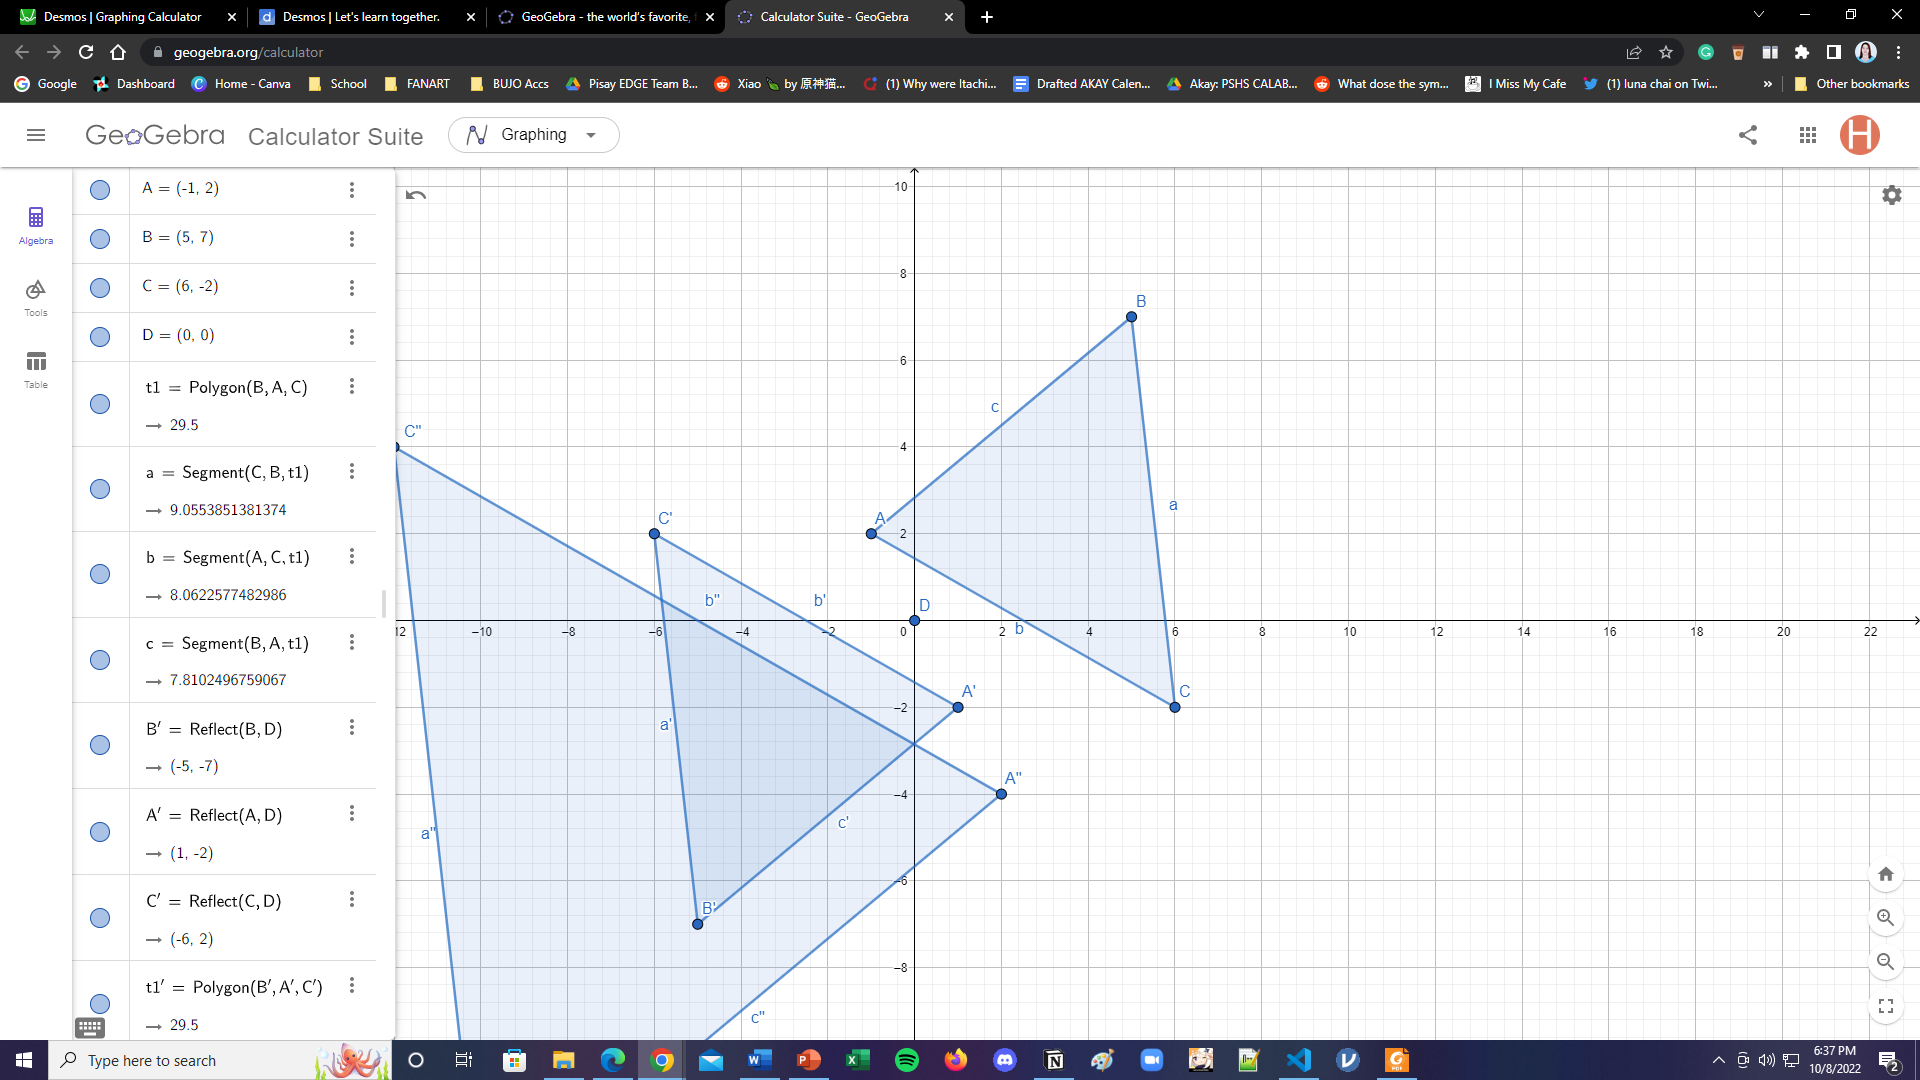 Desmos | Graphing Calculator
Desmos | Let's learn together.
GeoGebra - the world's favorite,
Calculator Suite - GeoGebra
geogebra.org/calculator
Google
Dashboard
Home - Canva
School
FANART
BUJO Accs
Pisay EDGE Team B...
Xiao 🍃 by 原神猫...
(1) Why were Itachi...
Drafted AKAY Calen...
Akay: PSHS CALAB...
What dose the sym...
I Miss My Cafe
(1) luna chai on Twi...
»
Other bookmarks
GeoGebra
Calculator Suite
Graphing
H
Algebra
Tools
Table
A = (-1, 2)
B = (5, 7)
C = (6, -2)
D = (0, 0)
t1 = Polygon(B, A, C)
→ 29.5
a = Segment(C, B, t1)
→ 9.0553851381374
b = Segment(A, C, t1)
→ 8.0622577482986
c = Segment(B, A, t1)
→ 7.8102496759067
B′ = Reflect(B, D)
→ (-5, -7)
A′ = Reflect(A, D)
→ (1, -2)
C′ = Reflect(C, D)
→ (-6, 2)
t1′ = Polygon(B′, A′, C′)
→ 29.5
10
8
B
6
c
C''
4
a
C'
A
2
b''
b'
D
12
–10
–8
–6
–4
–2
0
2
b
4
6
8
10
12
14
16
18
20
22
A'
C
–2
a'
A''
–4
c'
a''
–6
B'
–8
c''
Type here to search
6:37 PM
10/8/2022
2